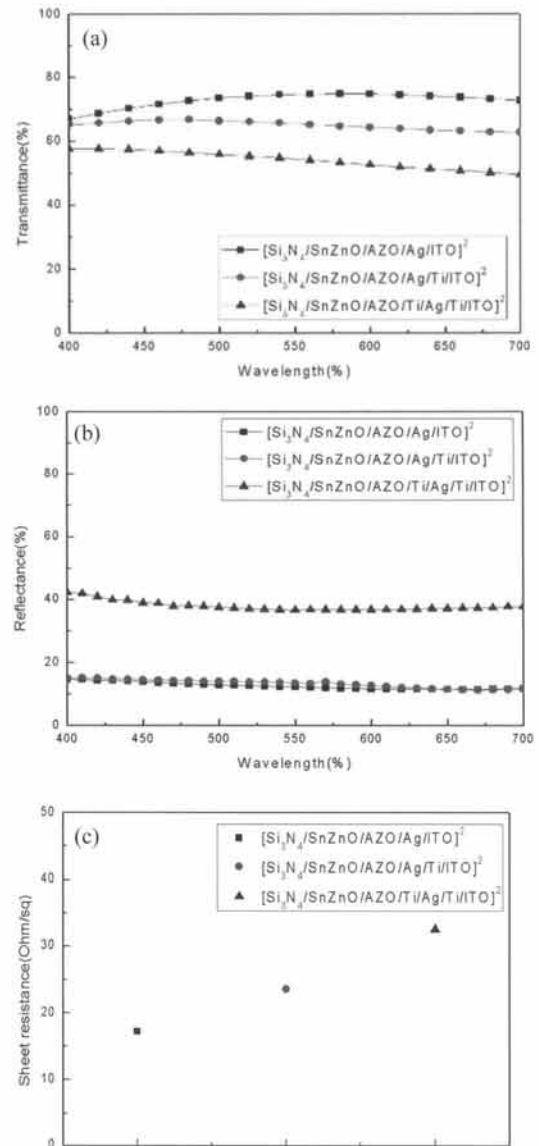 (a)
100
80
60
40
20
0
Transmittance(%)
[Si3N4/SnZnO/AZO/Ag/ITO]²
[Si3N4/SnZnO/AZO/Ag/Ti/ITO]²
[Si3N4/SnZnO/AZO/Ti/Ag/Ti/ITO]²
400 450 500 550 600 650 700
Wavelength(%)
(b)
100
80
60
40
20
0
Reflectance(%)
[Si3N4/SnZnO/AZO/Ag/ITO]²
[Si3N4/SnZnO/AZO/Ag/Ti/ITO]²
[Si3N4/SnZnO/AZO/Ti/Ag/Ti/ITO]²
400 450 500 550 600 650 700
Wavelength(%)
(c)
50
40
30
20
10
0
Sheet resistance(Ohm/sq)
[Si3N4/SnZnO/AZO/Ag/ITO]²
[Si3N4/SnZnO/AZO/Ag/Ti/ITO]²
[Si3N4/SnZnO/AZO/Ti/Ag/Ti/ITO]²